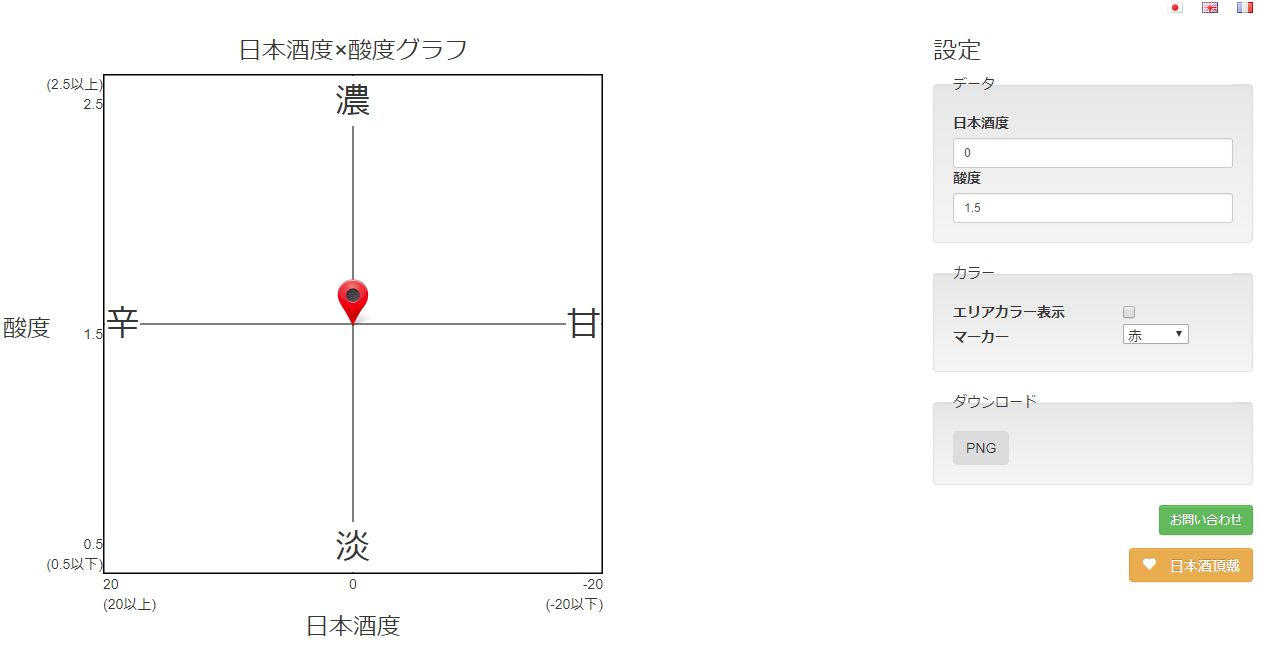 日本酒度×酸度グラフ
(2.5以上)
2.5
濃
酸度
1.5
辛
甘
0.5
(0.5以下)
淡
20
0
-20
(20以上)
(-20以下)
日本酒度
設定
データ
日本酒度
0
酸度
1.5
カラー
エリアカラー表示
マーカー
赤
ダウンロード
PNG
お問い合わせ
日本酒頂戴